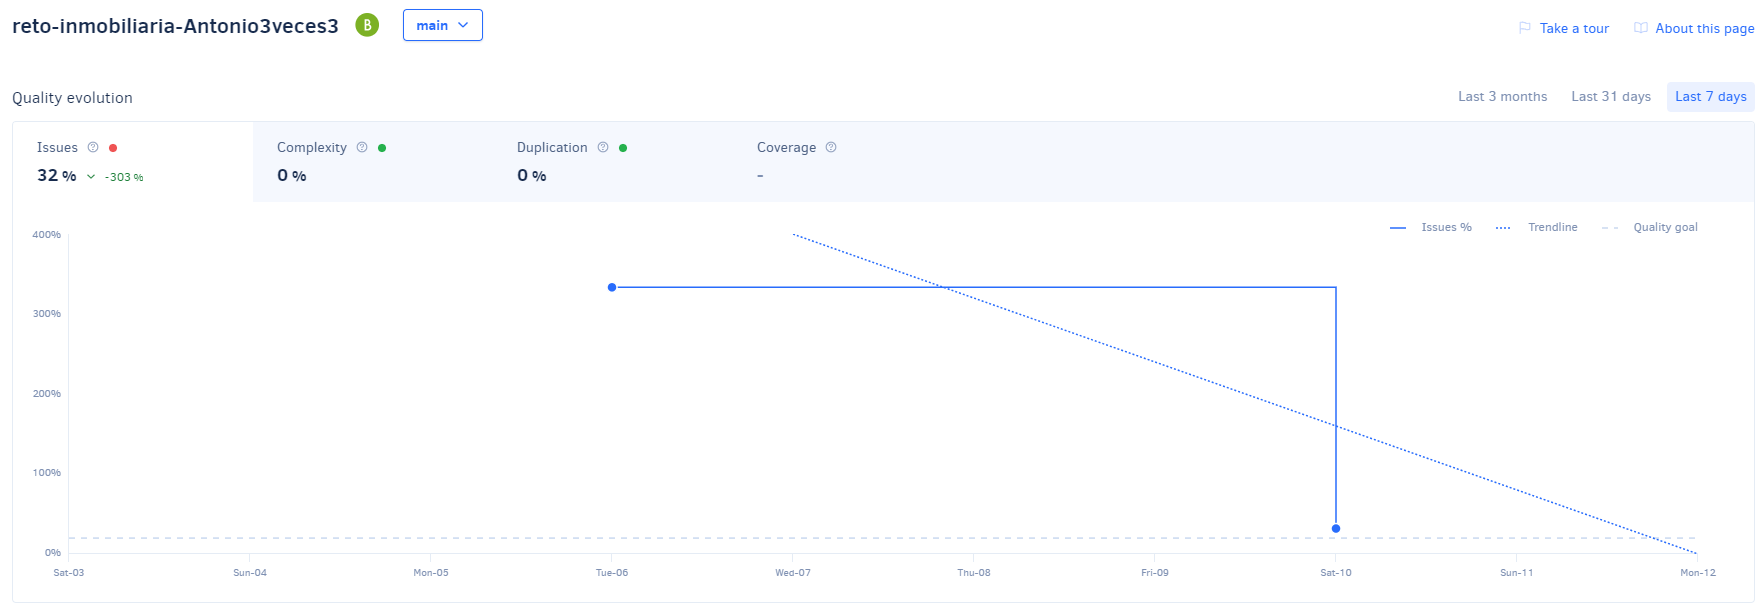 reto-inmobiliaria-Antonio3veces3 B main
Take a tour About this page
Quality evolution
Last 3 months Last 31 days Last 7 days
Issues Complexity Duplication Coverage
32 % -303 % 0 % 0 % -
Issues % Trendline Quality goal
400%
300%
200%
100%
0%
Sat-03 Sun-04 Mon-05 Tue-06 Wed-07 Thu-08 Fri-09 Sat-10 Sun-11 Mon-12